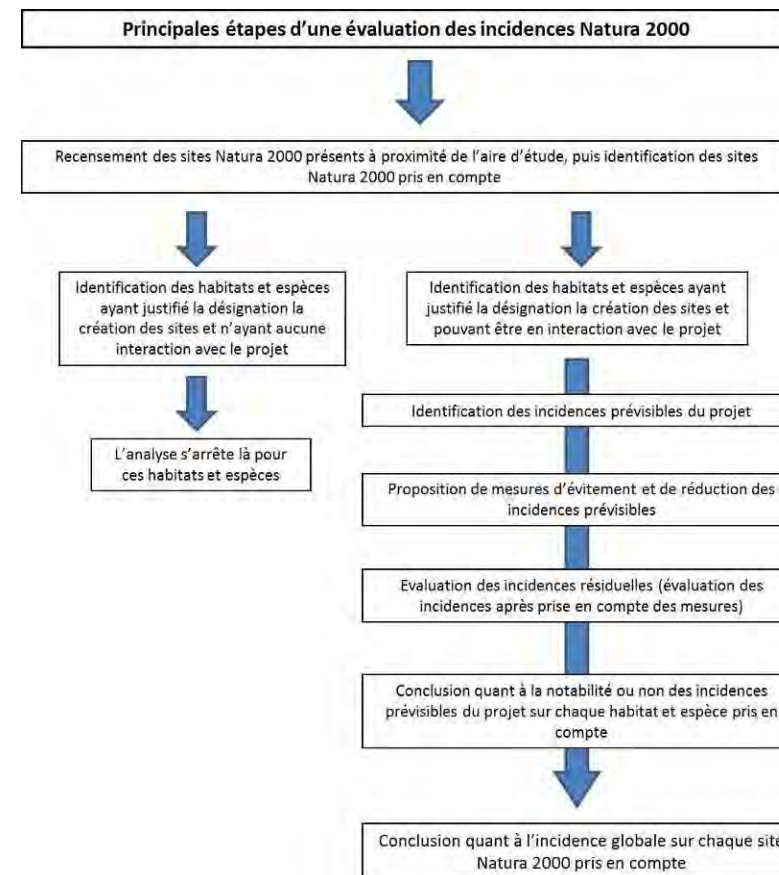 Principales étapes d'une évaluation des incidences Natura 2000
Recensement des sites Natura 2000 présents à proximité de l'aire d'étude, puis identification des sites
Natura 2000 pris en compte
Identification des habitats et espèces
ayant justifié la désignation la
création des sites et n'ayant aucune
interaction avec le projet
L'analyse s'arrête là pour
ces habitats et espèces
Identification des habitats et espèces ayant
justifié la désignation la création des sites et
pouvant être en interaction avec le projet
Identification des incidences prévisibles du projet
Proposition de mesures d'évitement et de réduction des
incidences prévisibles
Evaluation des incidences résiduelles (évaluation des
incidences après prise en compte des mesures)
Conclusion quant à la notabilité ou non des incidences
prévisibles du projet sur chaque habitat et espèce pris en
compte
Conclusion quant à l'incidence globale sur chaque site
Natura 2000 pris en compte